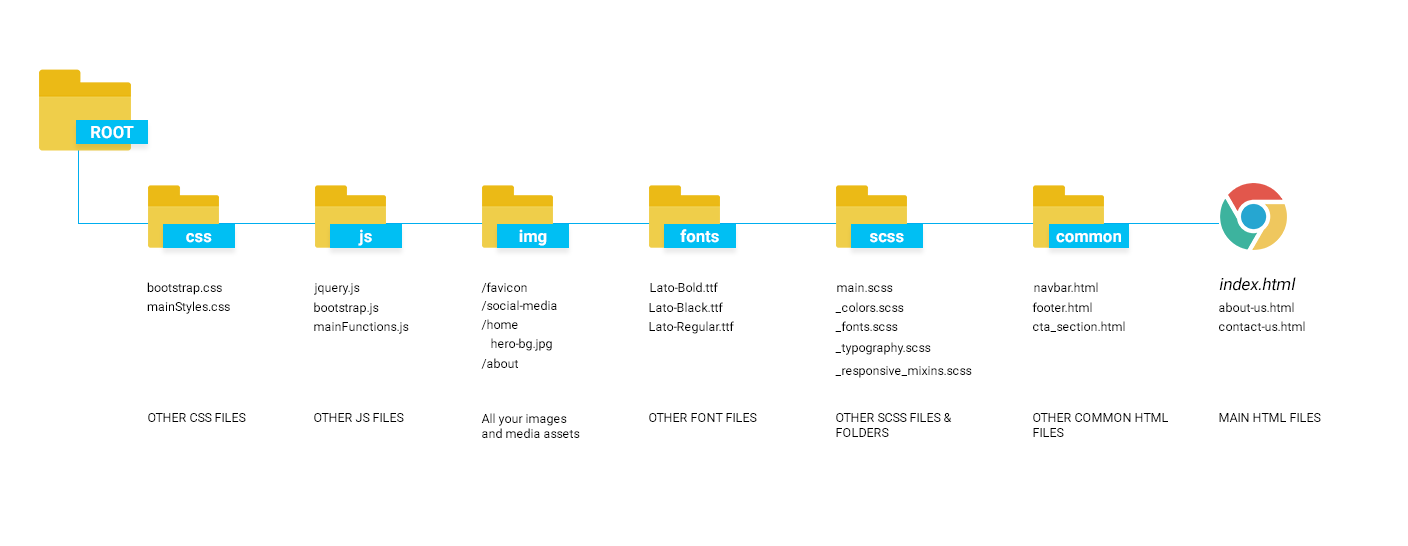 ROOT
css
js
img
fonts
scss
common
bootstrap.css
mainStyles.css
OTHER CSS FILES
jquery.js
bootstrap.js
mainFunctions.js
OTHER JS FILES
/favicon
/social-media
/home
hero-bg.jpg
/about
All your images
and media assets
Lato-Bold.ttf
Lato-Black.ttf
Lato-Regular.ttf
OTHER FONT FILES
main.scss
_colors.scss
_fonts.scss
_typography.scss
_responsive_mixins.scss
OTHER SCSS FILES &
FOLDERS
navbar.html
footer.html
cta_section.html
OTHER COMMON HTML
FILES
index.html
about-us.html
contact-us.html
MAIN HTML FILES